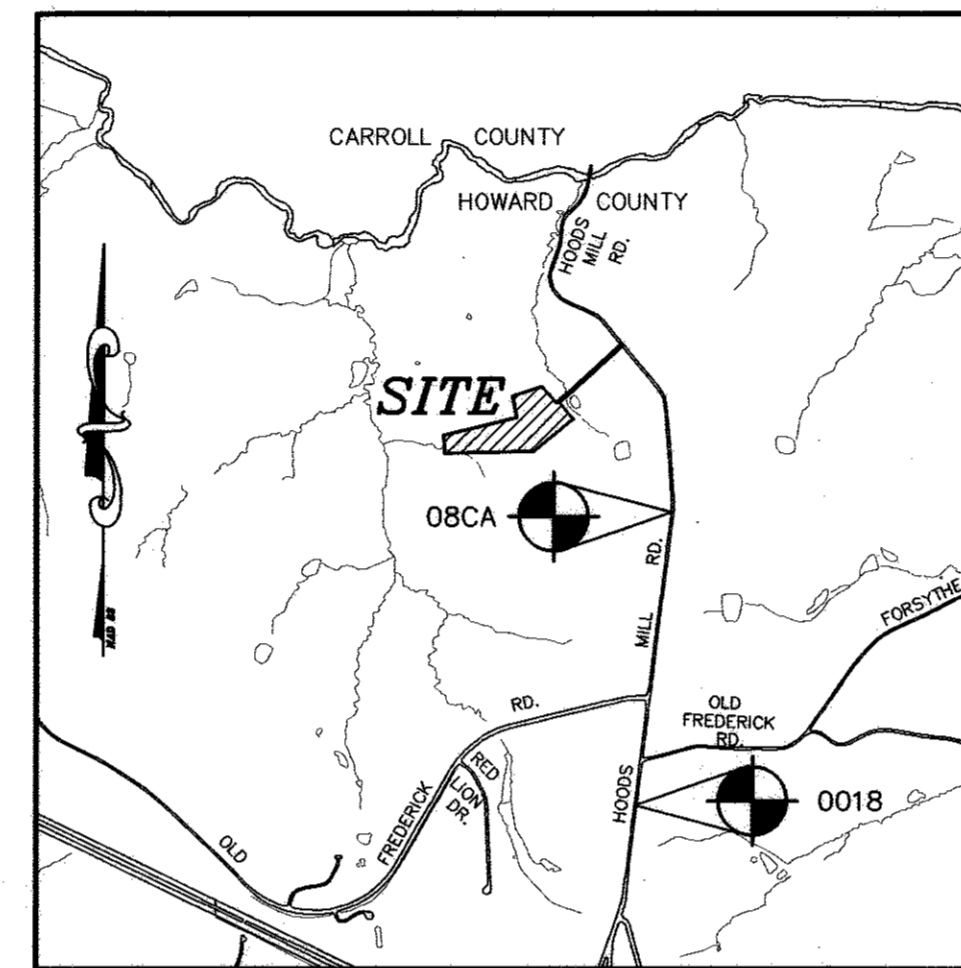 CARROLL COUNTY
HOWARD COUNTY
HOODS
MILL
RD.
SITE
08CA
RD.
MILL
FORSYTHE
RD.
OLD
FREDERICK
RD.
RED
LION
DR.
HOODS
0018
FREDERICK
OLD